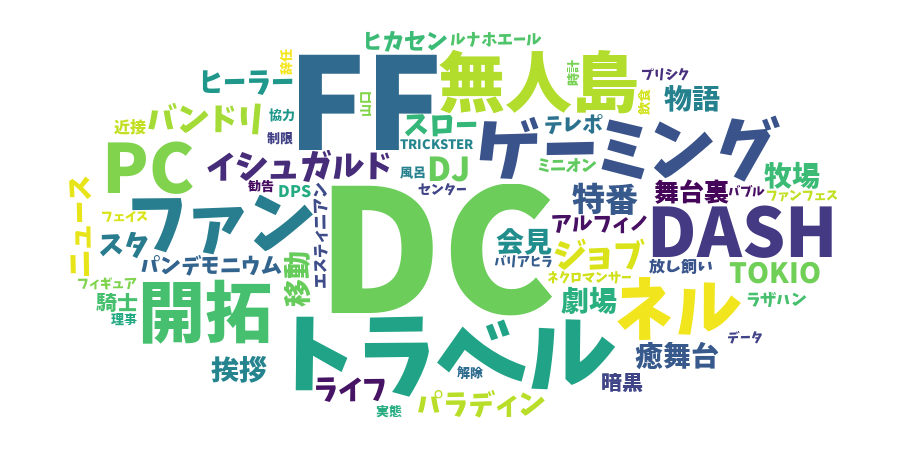 ヒカセン
ルナホエール
辞任
ヒーラー
FF
無人島
時計
ブリシク
山口
飲食
物語
近接
バンドリ
協力
制限
スロー
テレポ
TRICKSTER
ゲーミング
PC
イシュガルド
風呂
DJ
ミニオン
センター
勧告
DPS
特番
舞台裏
バブル
牧場
ファンフェス
ニュース
フェイス
ファン
エスティニアン
DC
アルフィノ
DASH
スタ
会見
ジョブ
パンデモニウム
移動
バリアヒラ
ネクロマンサー
放し飼い
TOKIO
フィギュア
騎士
理事
開拓
劇場
ネル
ラザハン
トラベル
データ
癒舞台
挨拶
ライフ
解除
暗黒
実態
パラディン